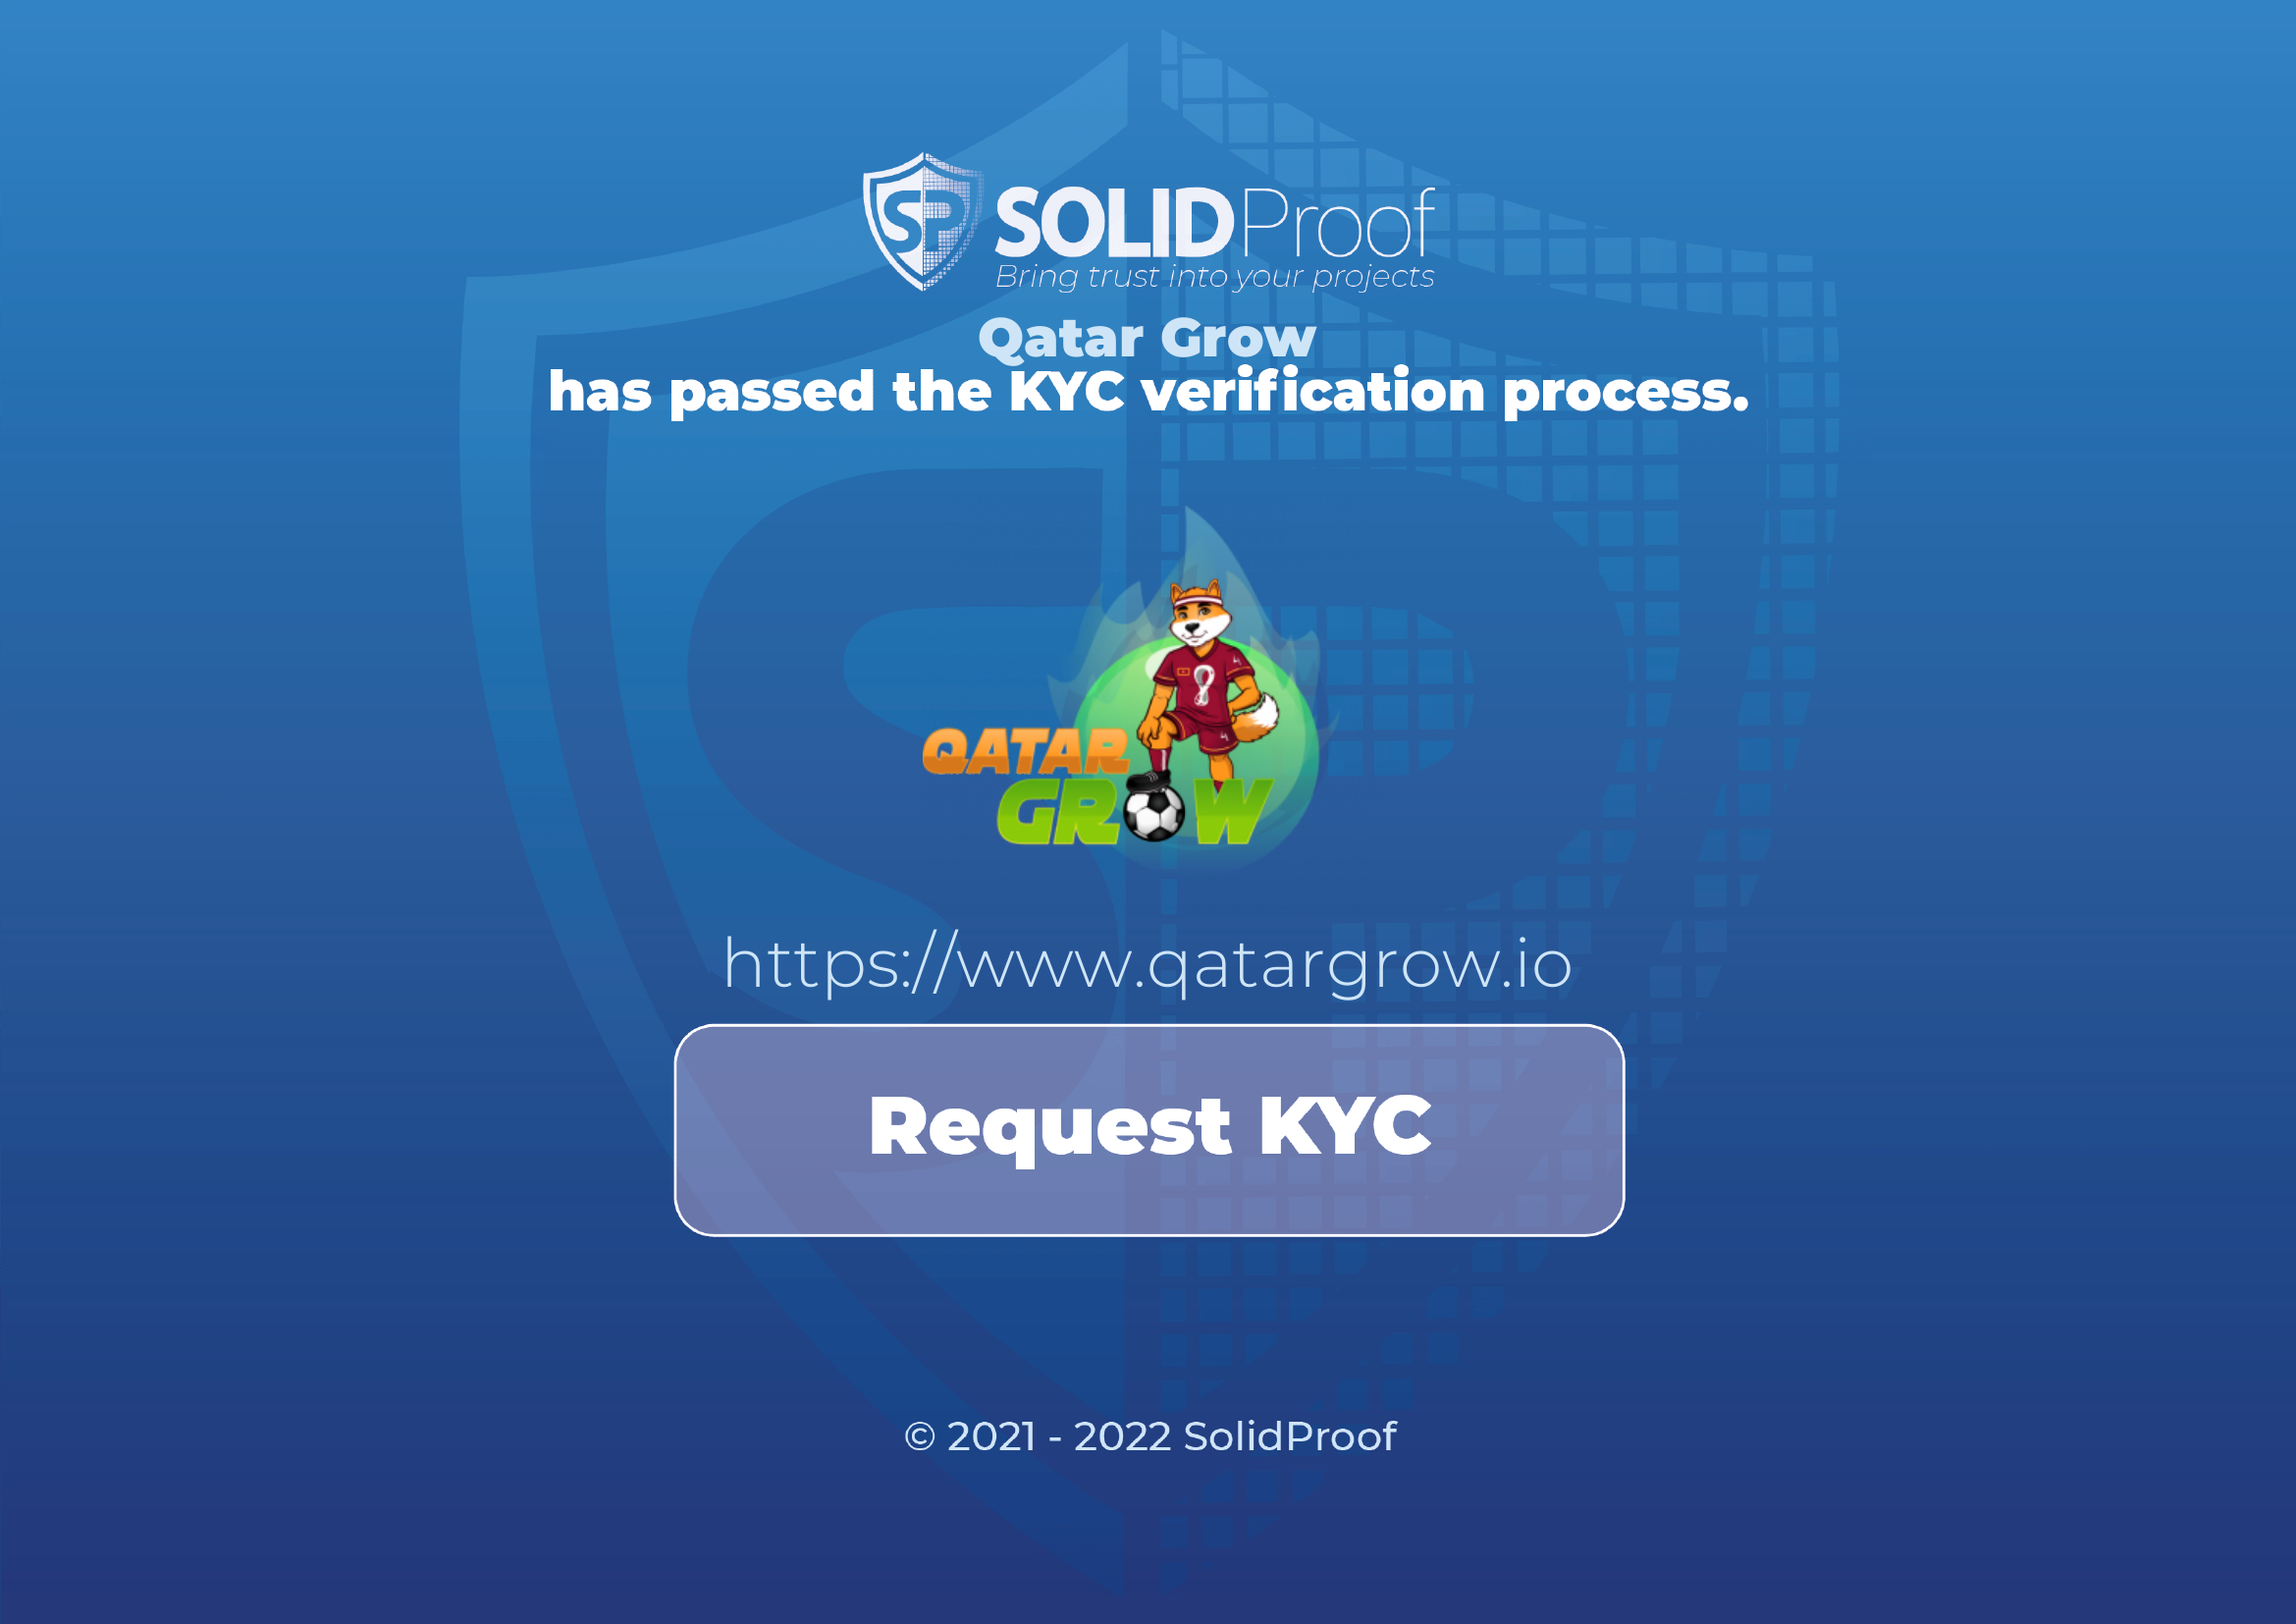 SP
SOLIDProof
Bring trust into your projects
Qatar Grow
has passed the KYC verification process.
QATAR
GROW
https://www.qatargrow.io
Request KYC
© 2021 - 2022 SolidProof